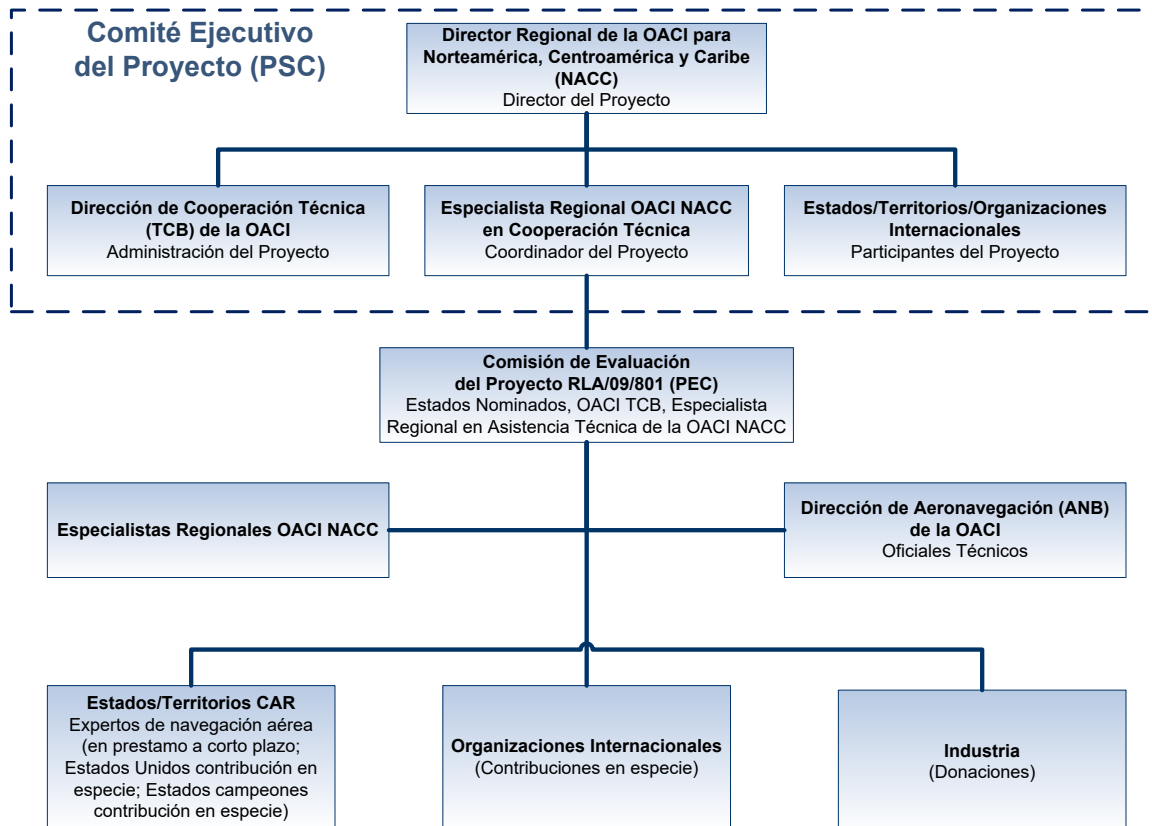 Comité Ejecutivo
del Proyecto (PSC)
Director Regional de la OACI para
Norteamérica, Centroamérica y Caribe
(NACC)
Director del Proyecto
Dirección de Cooperación Técnica
(TCB) de la OACI
Administración del Proyecto
Especialista Regional OACI NACC
en Cooperación Técnica
Coordinador del Proyecto
Estados/Territorios/Organizaciones
Internacionales
Participantes del Proyecto
Comisión de Evaluación
del Proyecto RLA/09/801 (PEC)
Estados Nominados, OACI TCB, Especialista
Regional en Asistencia Técnica de la OACI NACC
Especialistas Regionales OACI NACC
Dirección de Aeronavegación (ANB)
de la OACI
Oficiales Técnicos
Estados/Territorios CAR
Expertos de navegación aérea
(en prestamo a corto plazo;
Estados Unidos contribución en
especie; Estados campeones
contribución en especie)
Organizaciones Internacionales
(Contribuciones en especie)
Industria
(Donaciones)